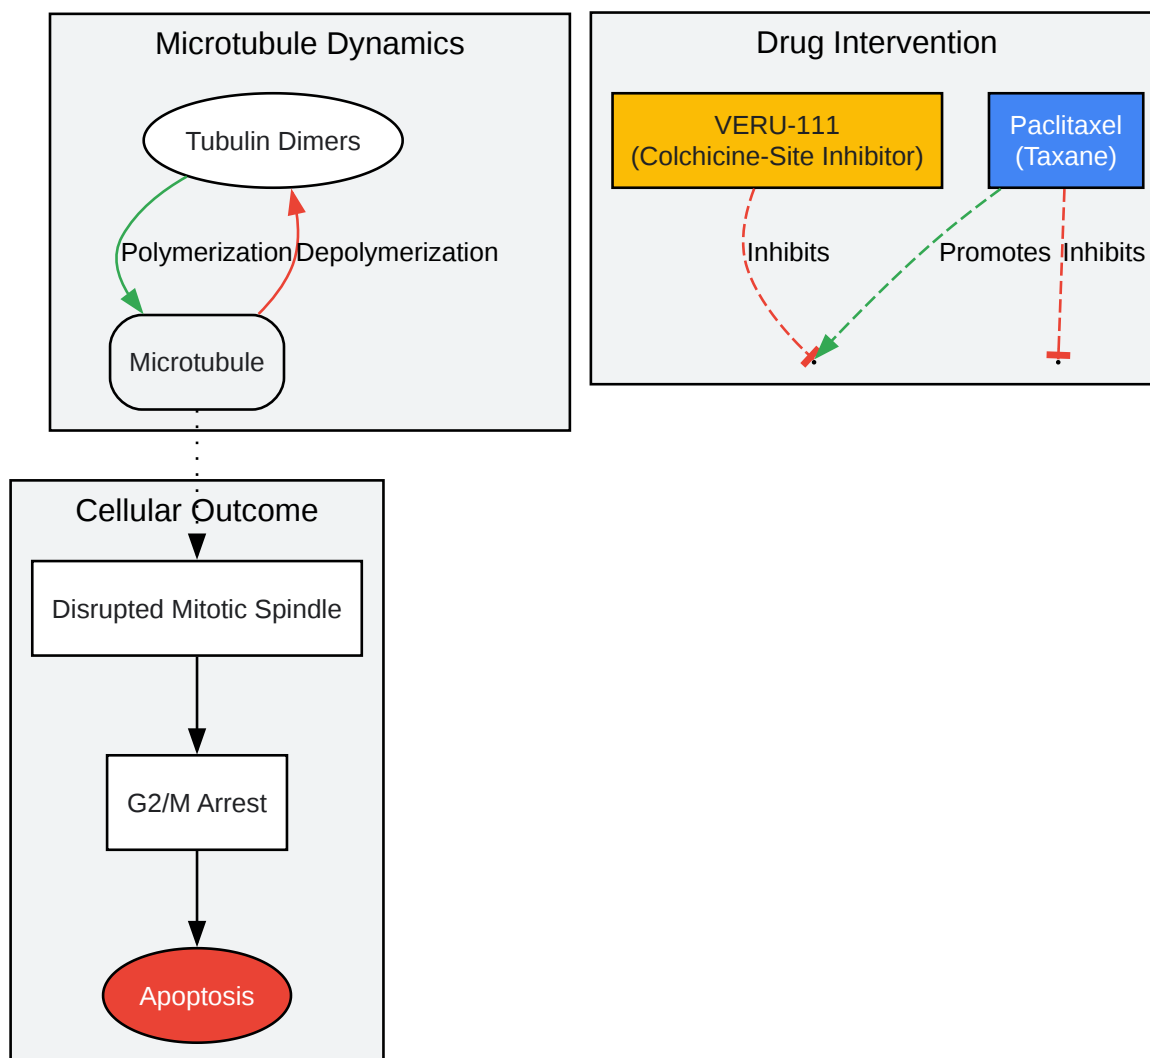 Microtubule Dynamics
Tubulin Dimers
Polymerization
Depolymerization
Microtubule
Drug Intervention
VERU-111
(Colchicine-Site Inhibitor)
Paclitaxel
(Taxane)
Inhibits
Promotes
Inhibits
Cellular Outcome
Disrupted Mitotic Spindle
G2/M Arrest
Apoptosis